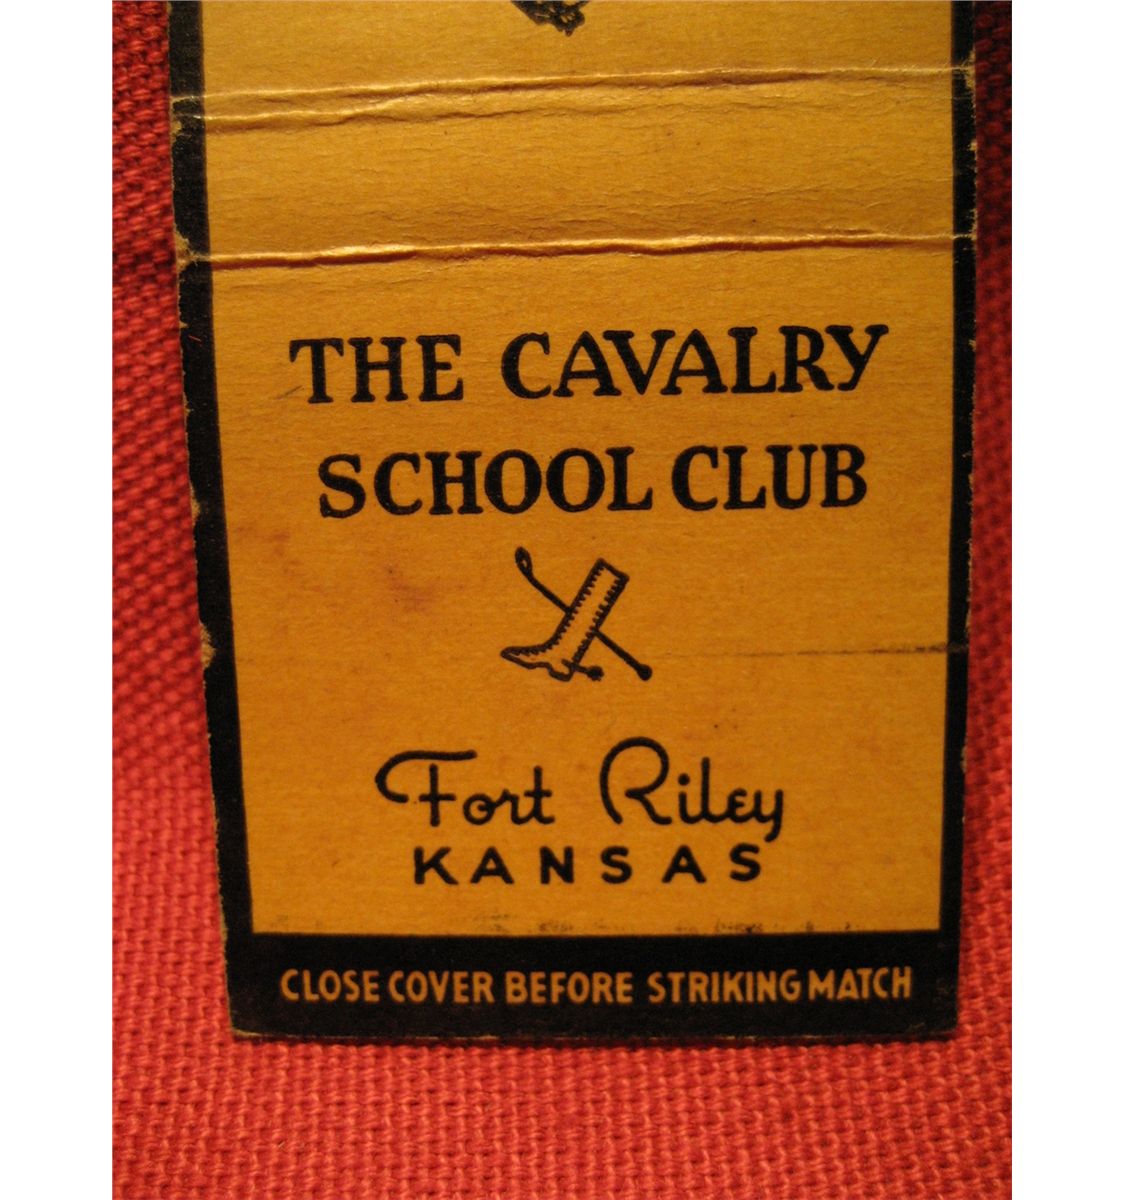 THE CAVALRY
SCHOOL CLUB
Fort Riley
KANSAS
CLOSE COVER BEFORE STRIKING MATCH